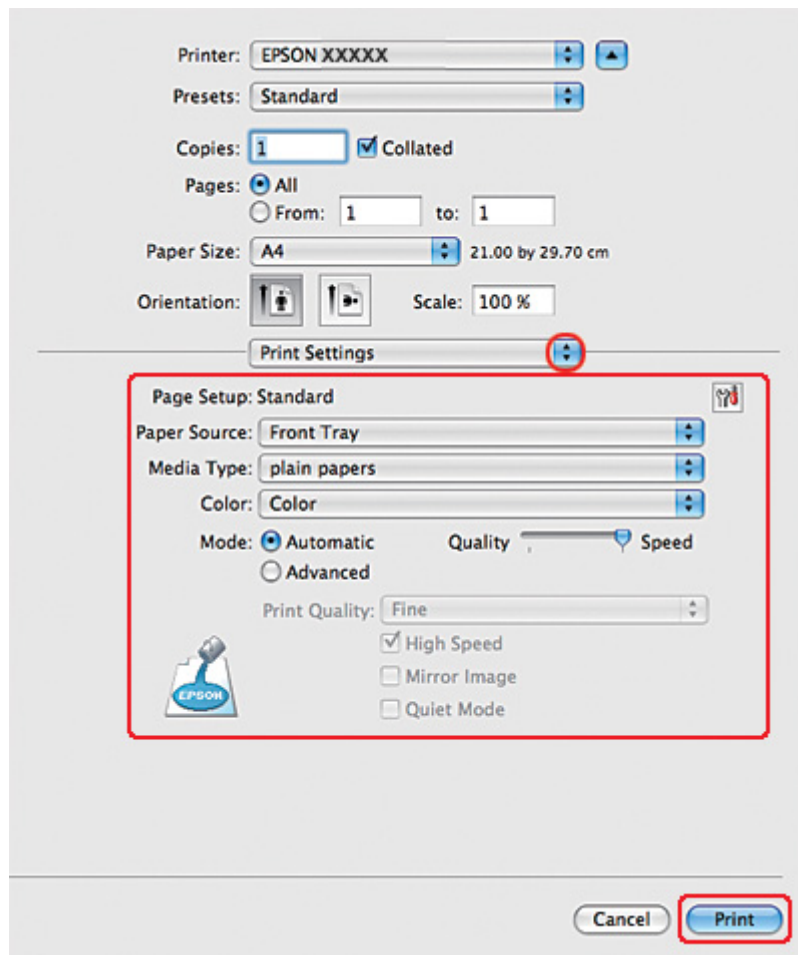 Printer: EPSON XXXXX
Presets: Standard
Copies: 1 Collated
Pages: All
From: 1 to: 1
Paper Size: A4 21.00 by 29.70 cm
Orientation: Scale: 100 %
Print Settings
Page Setup: Standard
Paper Source: Front Tray
Media Type: plain papers
Color: Color
Mode: Automatic Quality Speed
Advanced
Print Quality: Fine
High Speed
Mirror Image
EPSON
Quiet Mode
Cancel Print